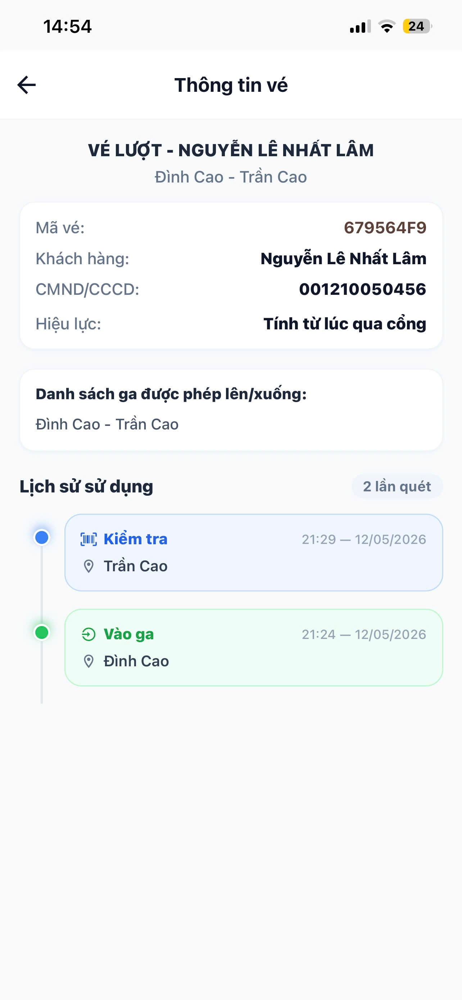 14:54
24
Thông tin vé
VÉ LƯỢT - NGUYỄN LÊ NHẤT LÂM
Đình Cao - Trần Cao
Mã vé: 679564F9
Khách hàng: Nguyễn Lê Nhất Lâm
CMND/CCCD: 001210050456
Hiệu lực: Tính từ lúc qua cổng
Danh sách ga được phép lên/xuống:
Đình Cao - Trần Cao
Lịch sử sử dụng 2 lần quét
Kiểm tra 21:29 — 12/05/2026
Trần Cao
Vào ga 21:24 — 12/05/2026
Đình Cao